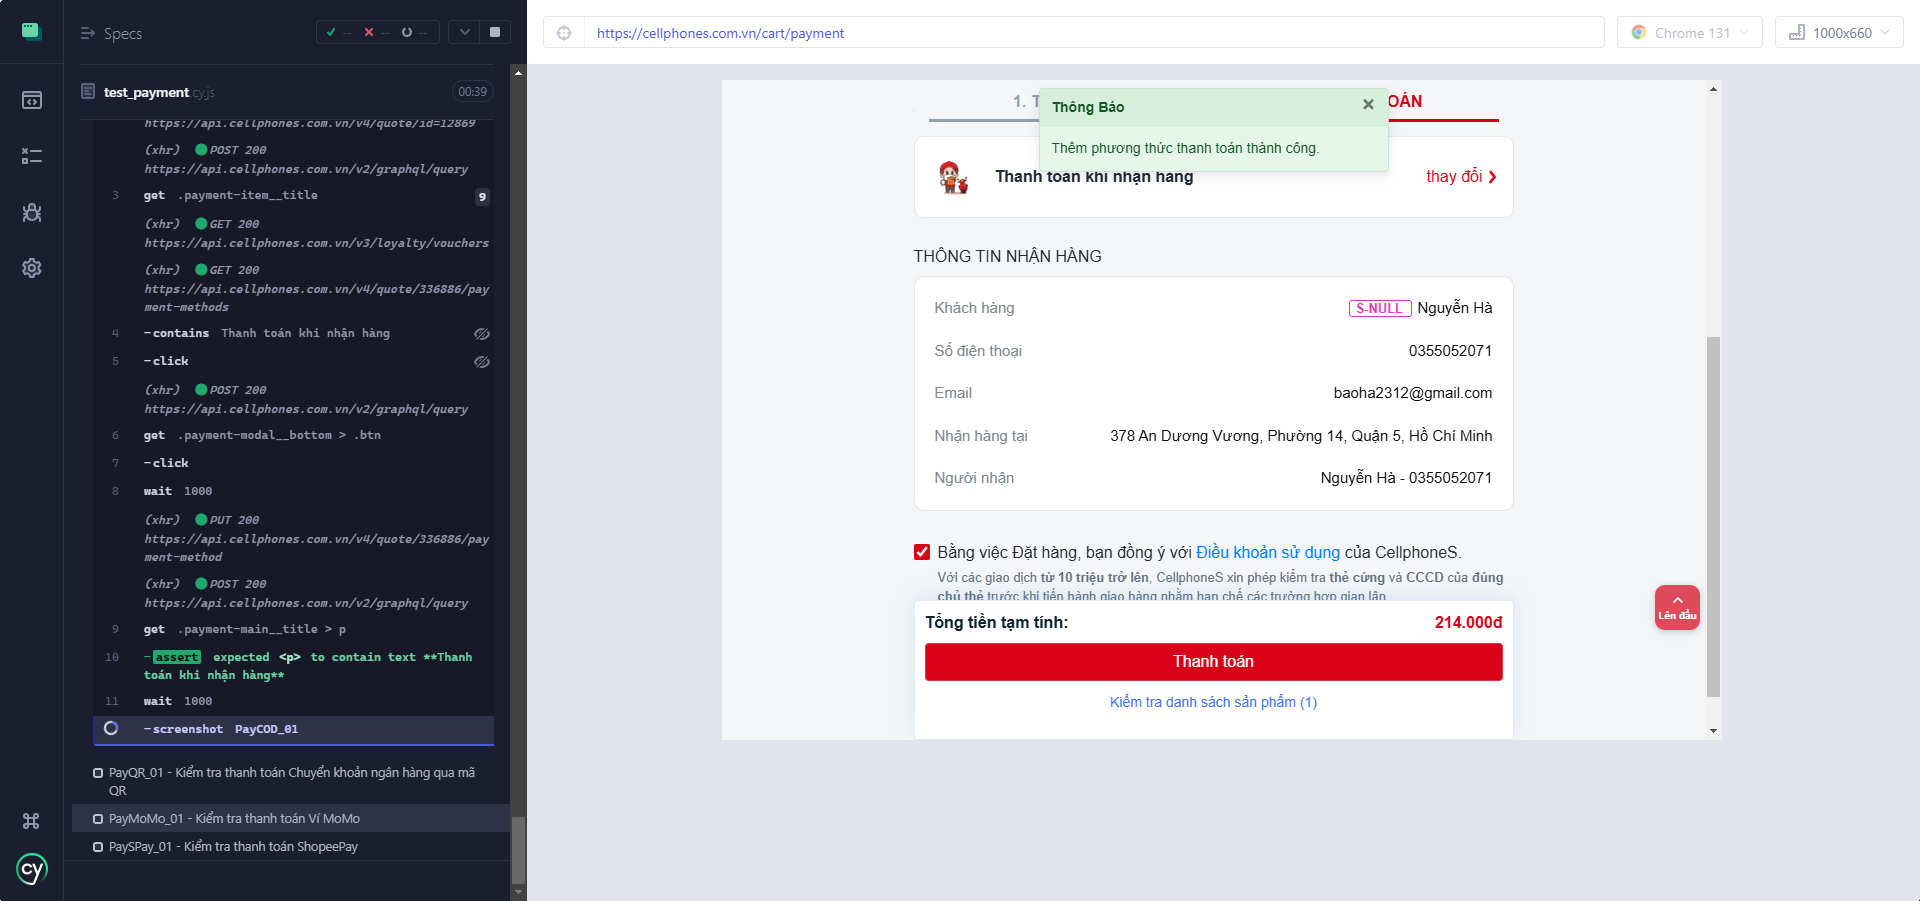 Specs
-- -- --
https://cellphones.com.vn/cart/payment
Chrome 131
1000x660
test_payment.cy.js
00:39
https://api.cellphones.com.vn/v4/quote/id=12869
(xhr) POST 200
https://api.cellphones.com.vn/v2/graphql/query
3 get .payment-item__title 9
(xhr) GET 200
https://api.cellphones.com.vn/v3/loyalty/vouchers
(xhr) GET 200
https://api.cellphones.com.vn/v4/quote/336886/pay
ment-methods
4 -contains Thanh toán khi nhận hàng
5 -click
(xhr) POST 200
https://api.cellphones.com.vn/v2/graphql/query
6 get .payment-modal__bottom > .btn
7 -click
8 wait 1000
(xhr) PUT 200
https://api.cellphones.com.vn/v4/quote/336886/pay
ment-method
(xhr) POST 200
https://api.cellphones.com.vn/v2/graphql/query
9 get .payment-main__title > p
10 -assert expected <p> to contain text **Thanh
toán khi nhận hàng**
11 wait 1000
-screenshot PayCOD_01
PayQR_01 - Kiểm tra thanh toán Chuyển khoản ngân hàng qua mã
QR
PayMoMo_01 - Kiểm tra thanh toán Ví MoMo
PaySPay_01 - Kiểm tra thanh toán ShopeePay
cy
1. T
OÁN
Thông Báo
Thêm phương thức thanh toán thành công.
Thanh toán khi nhận hàng
thay đổi
THÔNG TIN NHẬN HÀNG
Khách hàng S-NULL Nguyễn Hà
Số điện thoại 0355052071
Email baoha2312@gmail.com
Nhận hàng tại 378 An Dương Vương, Phường 14, Quận 5, Hồ Chí Minh
Người nhận Nguyễn Hà - 0355052071
Bằng việc Đặt hàng, bạn đồng ý với Điều khoản sử dụng của CellphoneS.
Với các giao dịch từ 10 triệu trở lên, CellphoneS xin phép kiểm tra thẻ cứng và CCCD của đúng
chủ thẻ trước khi tiến hành giao hàng nhằm hạn chế các trường hợp gian lận
Tổng tiền tạm tính: 214.000đ
Thanh toán
Kiểm tra danh sách sản phẩm (1)
Lên đầu